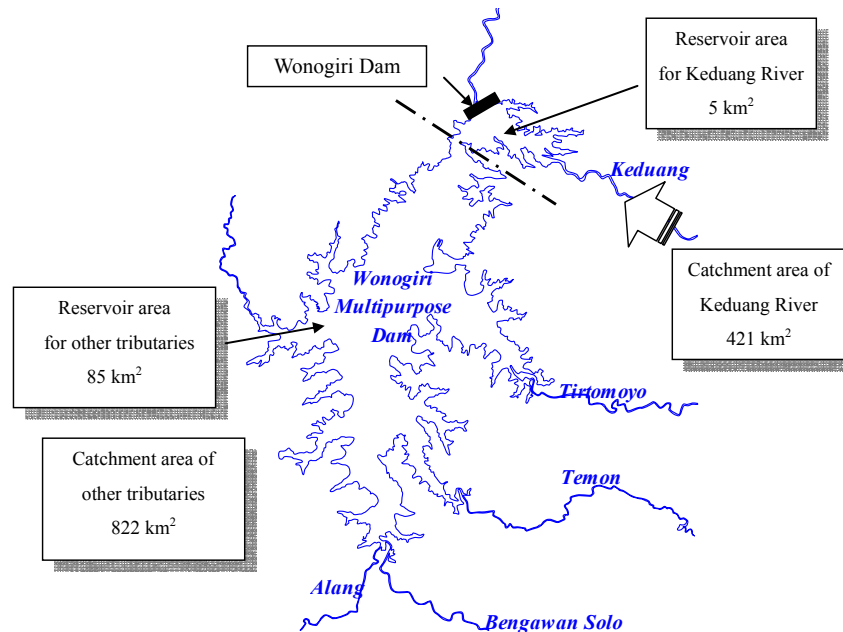 Wonogiri Dam
Reservoir area
for Keduang River
5 km²
Keduang
Catchment area of
Keduang River
421 km²
Wonogiri
Multipurpose
Dam
Reservoir area
for other tributaries
85 km²
Tirtomoyo
Catchment area of
other tributaries
822 km²
Temon
Alang
Bengawan Solo